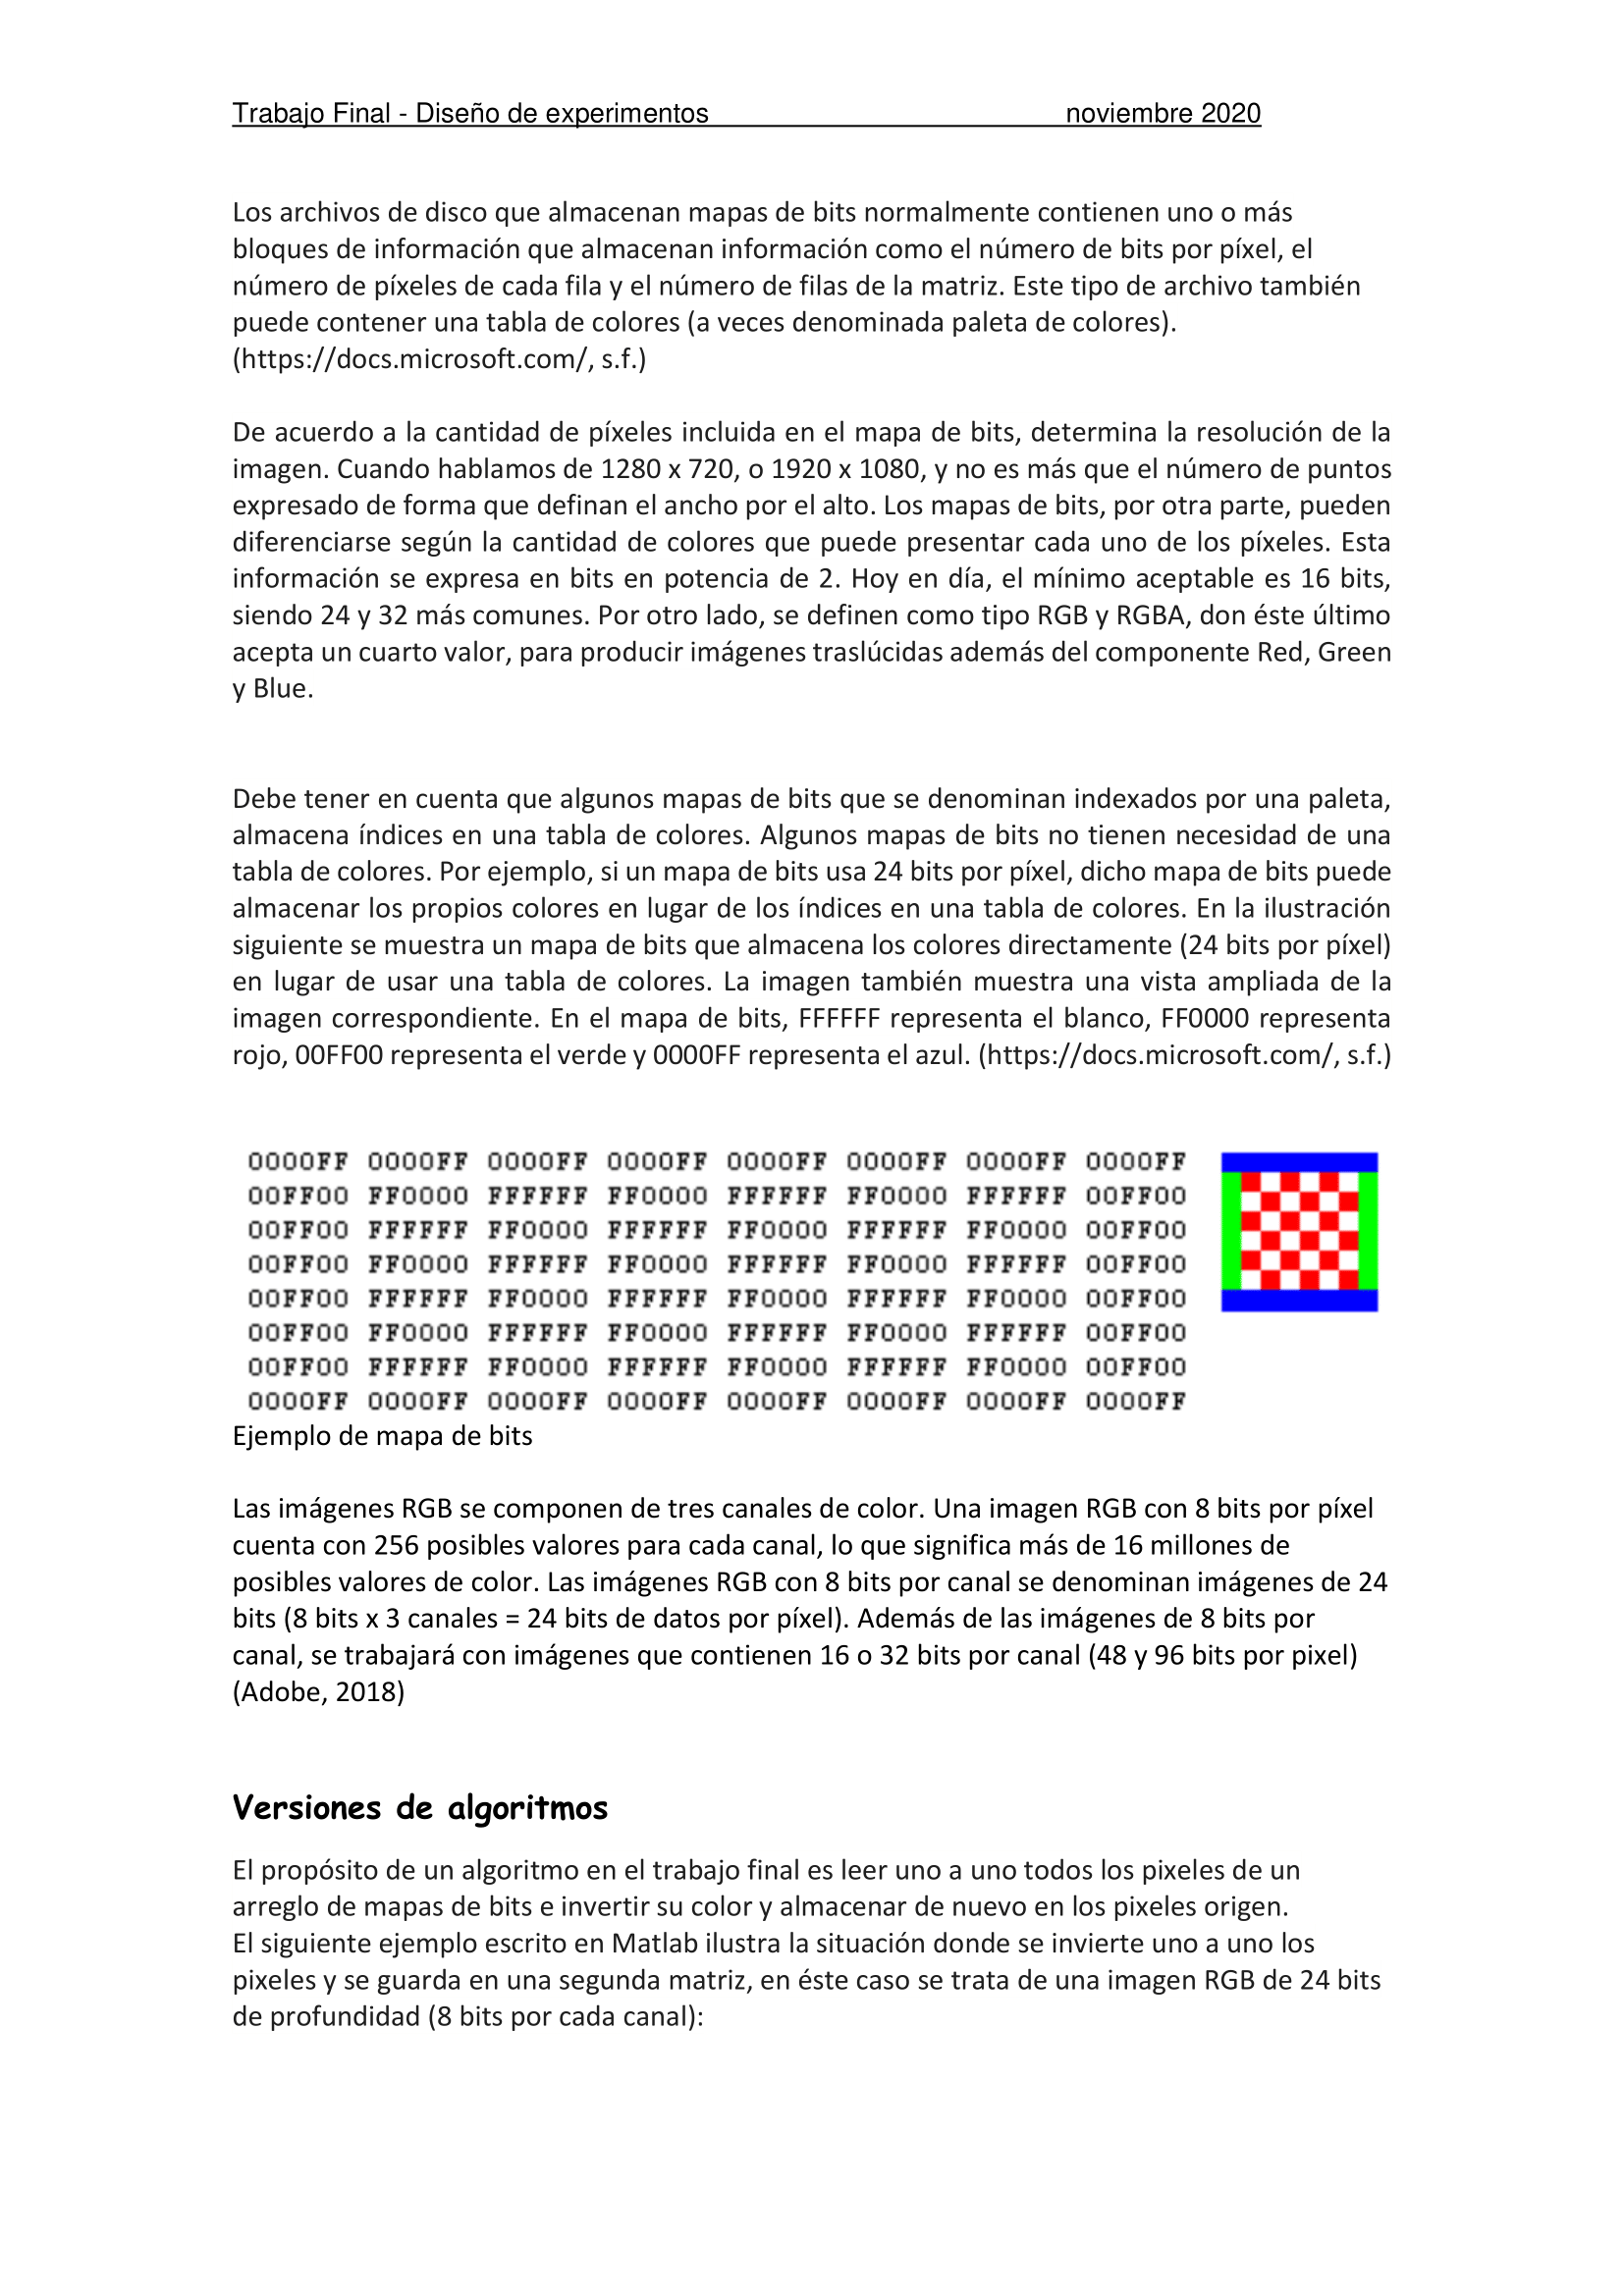 Trabajo Final - Diseño de experimentos noviembre 2020
Los archivos de disco que almacenan mapas de bits normalmente contienen uno o más
bloques de información que almacenan información como el número de bits por píxel, el
número de píxeles de cada fila y el número de filas de la matriz. Este tipo de archivo también
puede contener una tabla de colores (a veces denominada paleta de colores).
(https://docs.microsoft.com/, s.f.)
De acuerdo a la cantidad de píxeles incluida en el mapa de bits, determina la resolución de la
imagen. Cuando hablamos de 1280 x 720, o 1920 x 1080, y no es más que el número de puntos
expresado de forma que definan el ancho por el alto. Los mapas de bits, por otra parte, pueden
diferenciarse según la cantidad de colores que puede presentar cada uno de los píxeles. Esta
información se expresa en bits en potencia de 2. Hoy en día, el mínimo aceptable es 16 bits,
siendo 24 y 32 más comunes. Por otro lado, se definen como tipo RGB y RGBA, don éste último
acepta un cuarto valor, para producir imágenes traslúcidas además del componente Red, Green
y Blue.
Debe tener en cuenta que algunos mapas de bits que se denominan indexados por una paleta,
almacena índices en una tabla de colores. Algunos mapas de bits no tienen necesidad de una
tabla de colores. Por ejemplo, si un mapa de bits usa 24 bits por píxel, dicho mapa de bits puede
almacenar los propios colores en lugar de los índices en una tabla de colores. En la ilustración
siguiente se muestra un mapa de bits que almacena los colores directamente (24 bits por píxel)
en lugar de usar una tabla de colores. La imagen también muestra una vista ampliada de la
imagen correspondiente. En el mapa de bits, FFFFFF representa el blanco, FF0000 representa
rojo, 00FF00 representa el verde y 0000FF representa el azul. (https://docs.microsoft.com/, s.f.)
0000FF 0000FF 0000FF 0000FF 0000FF 0000FF 0000FF 0000FF
00FF00 FF0000 FFFFFF FF0000 FFFFFF FF0000 FFFFFF 00FF00
00FF00 FFFFFF FF0000 FFFFFF FF0000 FFFFFF FF0000 00FF00
00FF00 FF0000 FFFFFF FF0000 FFFFFF FF0000 FFFFFF 00FF00
00FF00 FFFFFF FF0000 FFFFFF FF0000 FFFFFF FF0000 00FF00
00FF00 FF0000 FFFFFF FF0000 FFFFFF FF0000 FFFFFF 00FF00
00FF00 FFFFFF FF0000 FFFFFF FF0000 FFFFFF FF0000 00FF00
0000FF 0000FF 0000FF 0000FF 0000FF 0000FF 0000FF 0000FF
Ejemplo de mapa de bits
Las imágenes RGB se componen de tres canales de color. Una imagen RGB con 8 bits por píxel
cuenta con 256 posibles valores para cada canal, lo que significa más de 16 millones de
posibles valores de color. Las imágenes RGB con 8 bits por canal se denominan imágenes de 24
bits (8 bits x 3 canales = 24 bits de datos por píxel). Además de las imágenes de 8 bits por
canal, se trabajará con imágenes que contienen 16 o 32 bits por canal (48 y 96 bits por pixel)
(Adobe, 2018)
Versiones de algoritmos
El propósito de un algoritmo en el trabajo final es leer uno a uno todos los pixeles de un
arreglo de mapas de bits e invertir su color y almacenar de nuevo en los pixeles origen.
El siguiente ejemplo escrito en Matlab ilustra la situación donde se invierte uno a uno los
pixeles y se guarda en una segunda matriz, en éste caso se trata de una imagen RGB de 24 bits
de profundidad (8 bits por cada canal):